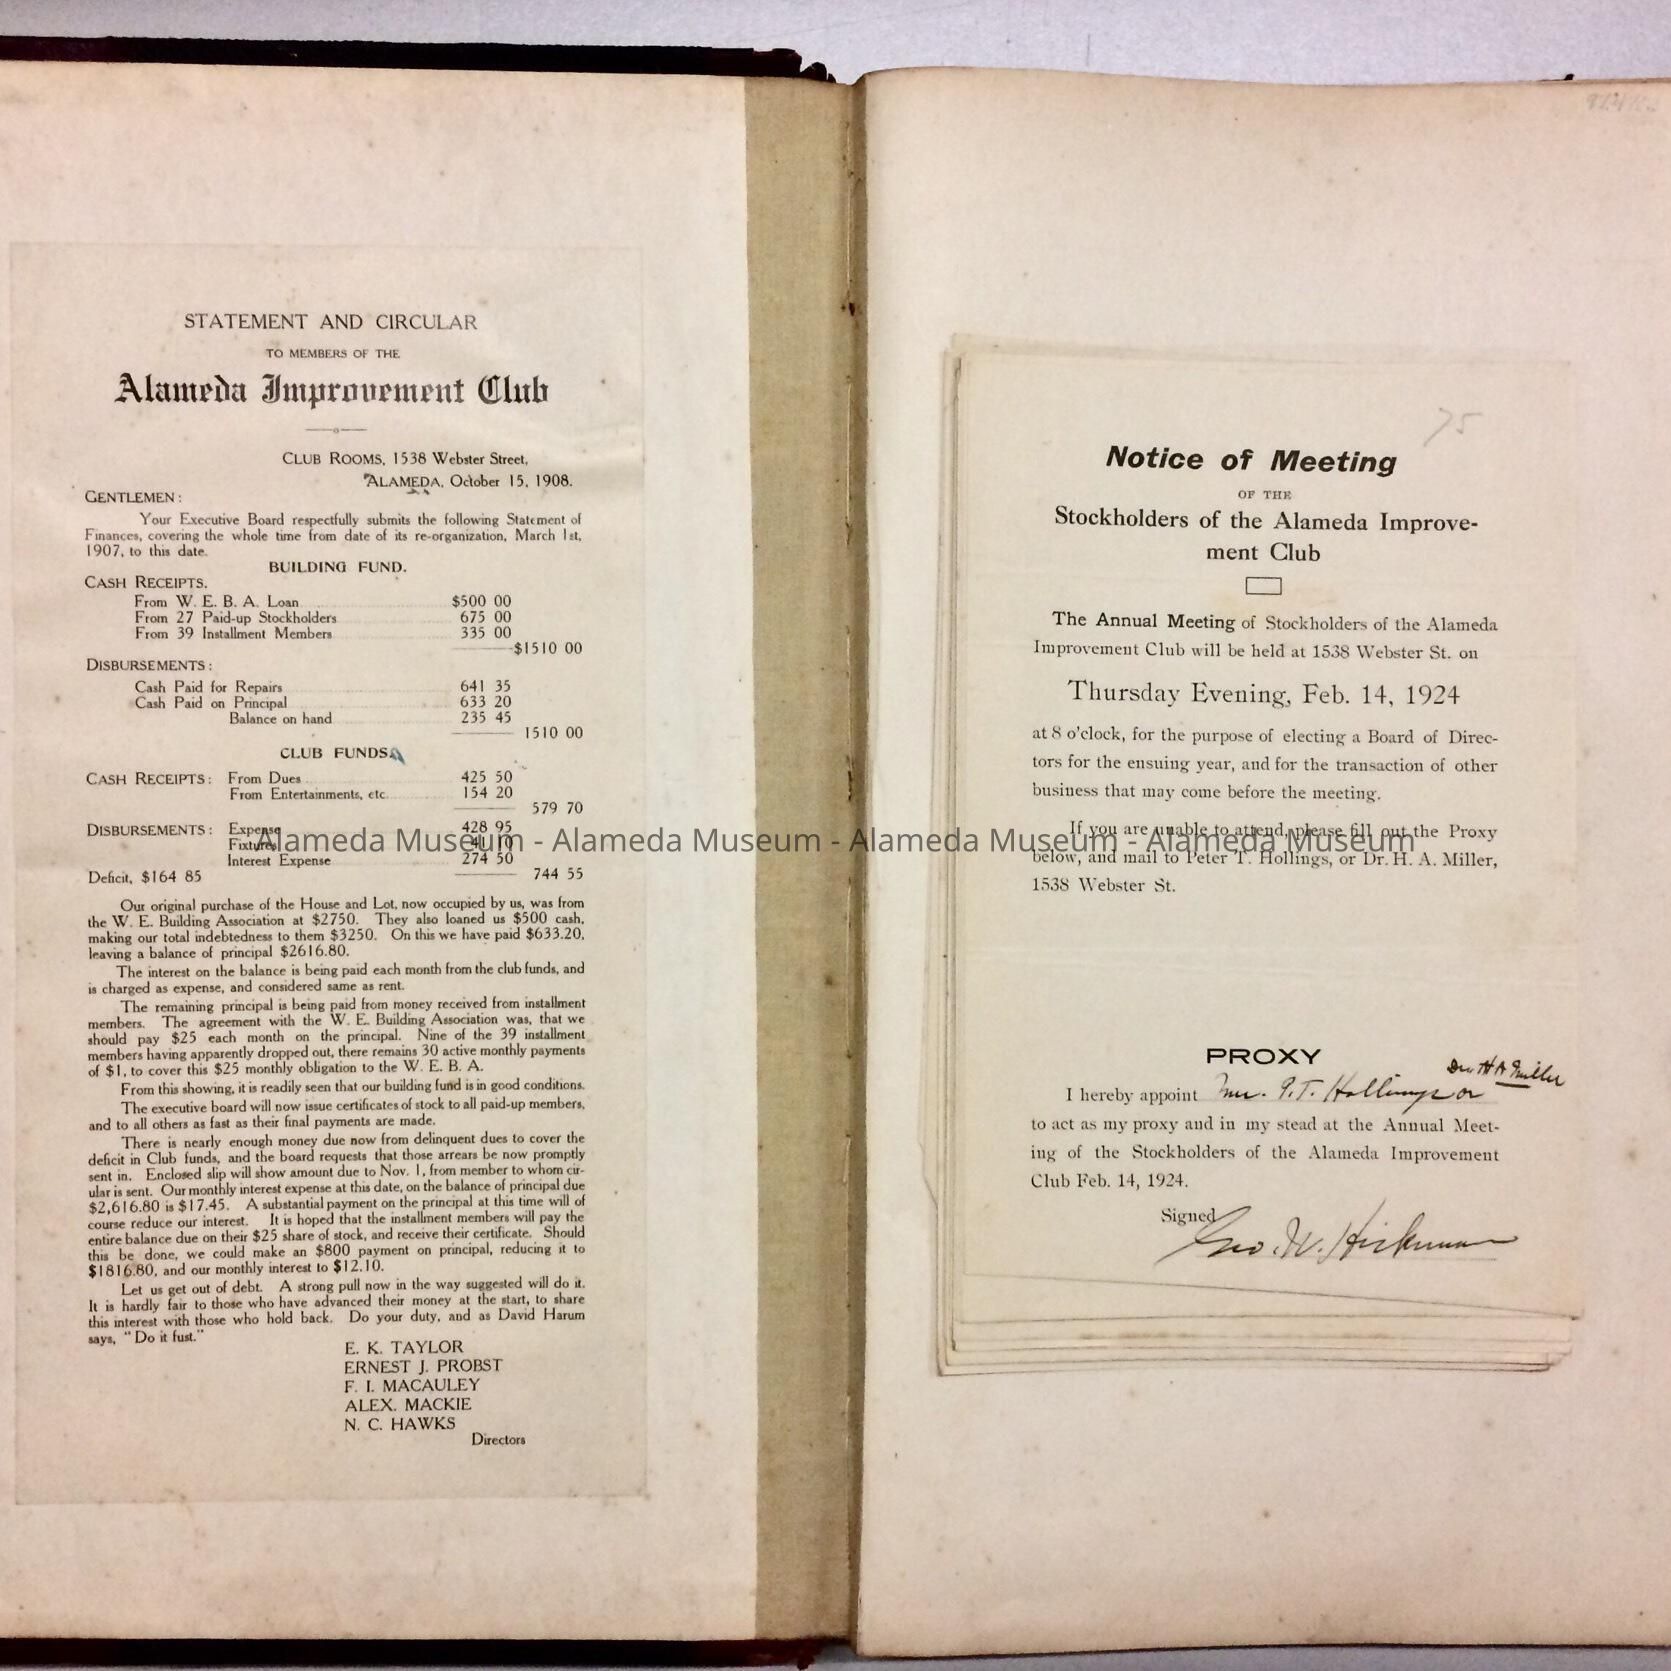 STATEMENT AND CIRCULAR
TO MEMBERS OF THE
Alameda Improvement Club
CLUB ROOMS, 1538 Webster Street,
ALAMEDA, October 15, 1908.
GENTLEMEN:
Your Executive Board respectfully submits the following Statement of
Finances, covering the whole time from date of its re-organization, March 1st,
1907, to this date.
BUILDING FUND.
CASH RECEIPTS.
From W. E. B. A. Loan $500 00
From 27 Paid-up Stockholders 675 00
From 39 Installment Members 335 00
$1510 00
DISBURSEMENTS:
Cash Paid for Repairs 641 35
Cash Paid on Principal 633 20
Balance on hand 235 45
1510 00
CLUB FUNDS
CASH RECEIPTS: From Dues 425 50
From Entertainments, etc. 154 20
579 70
DISBURSEMENTS: Expense 428 95
Fixtures 41 10
Interest Expense 274 50
Deficit, $164 85 744 55
Our original purchase of the House and Lot, now occupied by us, was from
the W. E. Building Association at $2750. They also loaned us $500 cash,
making our total indebtedness to them $3250. On this we have paid $633.20,
leaving a balance of principal $2616.80.
The interest on the balance is being paid each month from the club funds, and
is charged as expense, and considered same as rent.
The remaining principal is being paid from money received from installment
members. The agreement with the W. E. Building Association was, that we
should pay $25 each month on the principal. Nine of the 39 installment
members having apparently dropped out, there remains 30 active monthly payments
of $1, to cover this $25 monthly obligation to the W. E. B. A.
From this showing, it is readily seen that our building fund is in good conditions.
The executive board will now issue certificates of stock to all paid-up members,
and to all others as fast as their final payments are made.
There is nearly enough money due now from delinquent dues to cover the
deficit in Club funds, and the board requests that those arrears be now promptly
sent in. Enclosed slip will show amount due to Nov. 1, from member to whom cir-
ular is sent. Our monthly interest expense at this date, on the balance of principal due
$2,616.80 is $17.45. A substantial payment on the principal at this time will of
course reduce our interest. It is hoped that the installment members will pay the
entire balance due on their $25 share of stock, and receive their certificate. Should
this be done, we could make an $800 payment on principal, reducing it to
$1816.80, and our monthly interest to $12.10.
Let us get out of debt. A strong pull now in the way suggested will do it.
It is hardly fair to those who have advanced their money at the start, to share
this interest with those who hold back. Do your duty, and as David Harum
says, "Do it fust."
E. K. TAYLOR
ERNEST J. PROBST
F. I. MACAULEY
ALEX. MACKIE
N. C. HAWKS
Directors
75
Notice of Meeting
OF THE
Stockholders of the Alameda Improve-
ment Club
The Annual Meeting of Stockholders of the Alameda
Improvement Club will be held at 1538 Webster St. on
Thursday Evening, Feb. 14, 1924
at 8 o'clock, for the purpose of electing a Board of Direc-
tors for the ensuing year, and for the transaction of other
business that may come before the meeting.
If you are unable to attend, please fill out the Proxy
below, and mail to Peter T. Hollings, or Dr. H. A. Miller,
1538 Webster St.
PROXY
Dr. H A Miller
I hereby appoint Mr. P. T. Hollings or
to act as my proxy and in my stead at the Annual Meet-
ing of the Stockholders of the Alameda Improvement
Club Feb. 14, 1924.
Signed Geo. W. Hickman
Alameda Museum - Alameda Museum - Alameda Museum - Alameda Museum